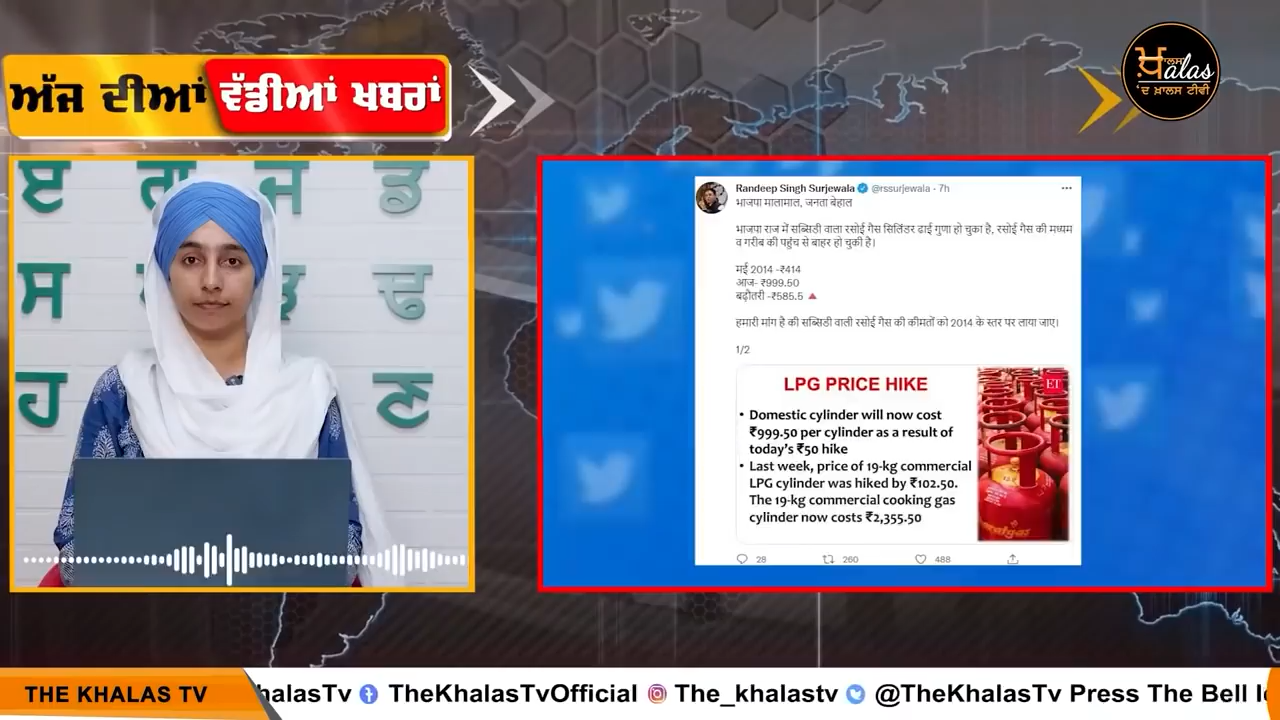 ਅੱਜ ਦੀਆਂ ਵੱਡੀਆਂ ਖਬਰਾਂ
ਖ਼ਾਲਸ
alas
'ਦ ਖ਼ਾਲਸ ਟੀਵੀ
ੲ ਗ ਜ ਡ
ਸ ਢ
ਹ ਣ
Randeep Singh Surjewala @rssurjewala · 7h
भाजपा मालामाल, जनता बेहाल
भाजपा राज में सब्सिडी वाला रसोई गैस सिलिंडर ढाई गुणा हो चुका है, रसोई गैस की मध्यम
व गरीब की पहुंच से बाहर हो चुकी है।
मई 2014 -₹414
आज- ₹999.50
बढ़ौतरी -₹585.5 🔺
हमारी मांग है की सब्सिडी वाली रसोई गैस की कीमतों को 2014 के स्तर पर लाया जाए।
1/2
LPG PRICE HIKE
ET
• Domestic cylinder will now cost
₹999.50 per cylinder as a result of
today's ₹50 hike
• Last week, price of 19-kg commercial
LPG cylinder was hiked by ₹102.50.
The 19-kg commercial cooking gas
cylinder now costs ₹2,355.50
28 260 488
THE KHALAS TV
halasTv TheKhalasTvOfficial The_khalastv @TheKhalasTv Press The Bell